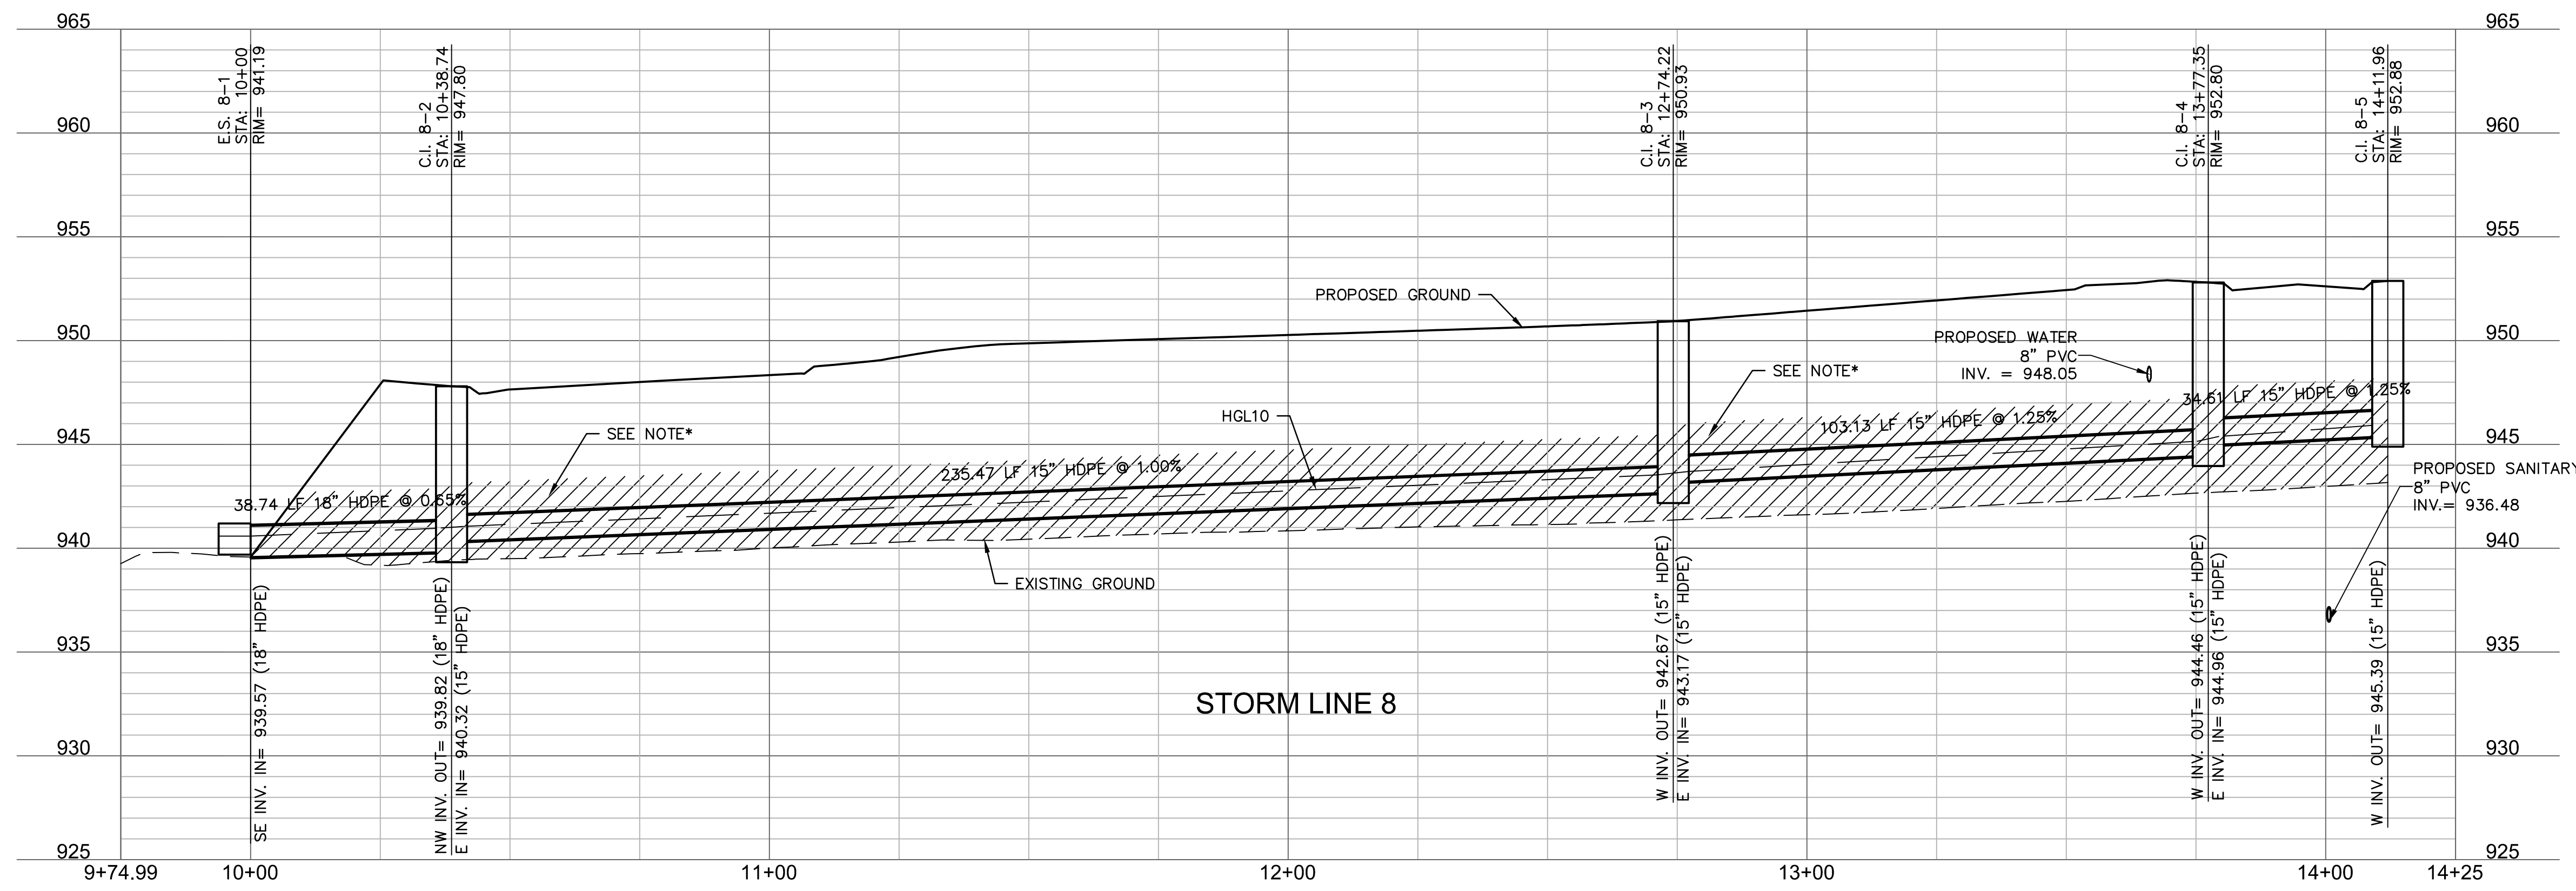 965
965
E.S. 8-1
STA: 10+00
RIM= 941.19
C.I. 8-2
STA: 10+38.74
RIM= 947.80
C.I. 8-3
STA: 12+74.22
RIM= 950.93
C.I. 8-4
STA: 13+77.35
RIM= 952.80
C.I. 8-5
STA: 14+11.96
RIM= 952.88
960
960
955
955
PROPOSED GROUND
950
950
PROPOSED WATER
8" PVC
INV. = 948.05
SEE NOTE*
HGL10
SEE NOTE*
945
945
38.74 LF 18" HDPE @ 0.65%
235.47 LF 15" HDPE @ 1.00%
103.13 LF 15" HDPE @ 1.25%
34.61 LF 15" HDPE @ 1.25%
PROPOSED SANITARY
8" PVC
INV.= 936.48
940
940
EXISTING GROUND
935
935
SE INV. IN= 939.57 (18" HDPE)
NW INV. OUT= 939.82 (18" HDPE)
E INV. IN= 940.32 (15" HDPE)
W INV. OUT= 942.67 (15" HDPE)
E INV. IN= 943.17 (15" HDPE)
W INV. OUT= 944.46 (15" HDPE)
E INV. IN= 944.96 (15" HDPE)
W INV. OUT= 945.39 (15" HDPE)
STORM LINE 8
930
930
925
925
9+74.99
10+00
11+00
12+00
13+00
14+00
14+25